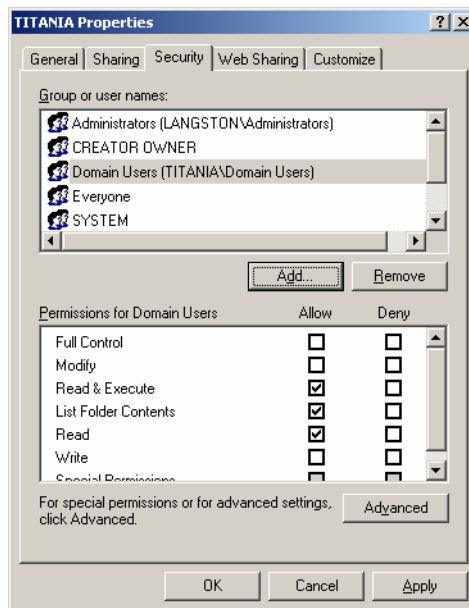 TITANIA Properties
General Sharing Security Web Sharing Customize
Group or user names:
Administrators (LANGSTON\Administrators)
CREATOR OWNER
Domain Users (TITANIA\Domain Users)
Everyone
SYSTEM
Add... Remove
Permissions for Domain Users Allow Deny
Full Control
Modify
Read & Execute
List Folder Contents
Read
Write
Special Permissions
For special permissions or for advanced settings, Advanced
click Advanced.
OK Cancel Apply